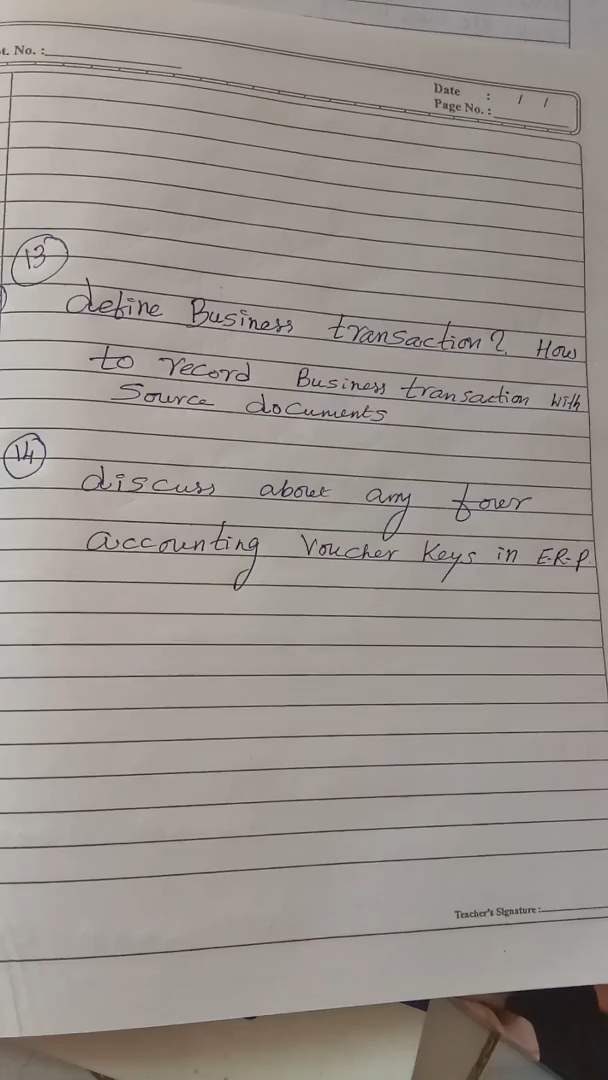 t. No. :
Date : / /
Page No. :
13
define Business transaction? How
to record Business transaction with
Source documents
14
discuss about any four
accounting Voucher Keys in E.R.P.
Teacher's Signature :